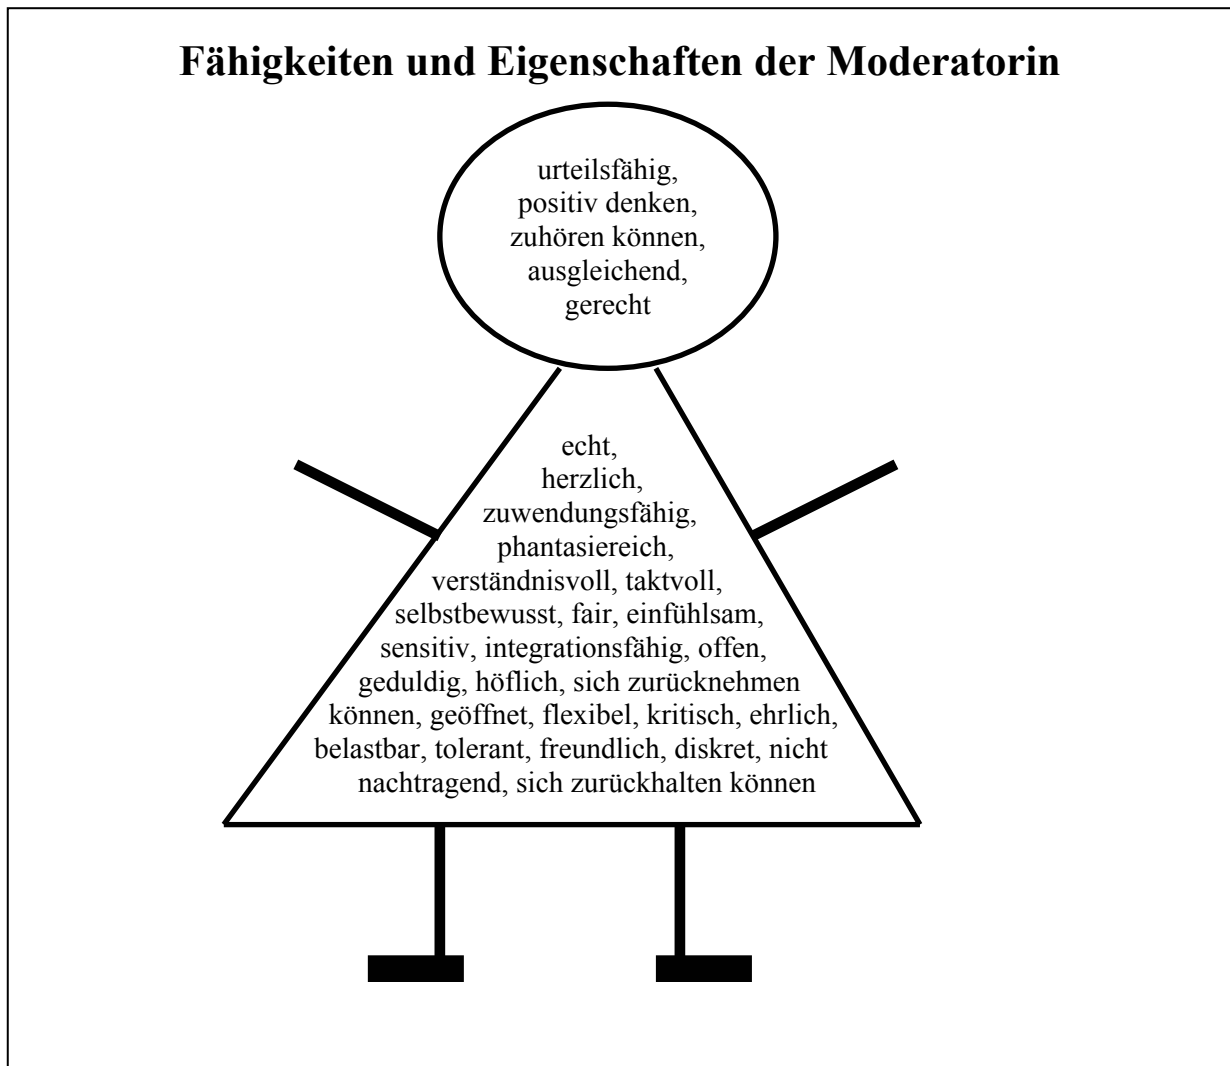 Fähigkeiten und Eigenschaften der Moderatorin
urteilsfähig,
positiv denken,
zuhören können,
ausgleichend,
gerecht
echt,
herzlich,
zuwendungsfähig,
phantasiereich,
verständnisvoll, taktvoll,
selbstbewusst, fair, einfühlsam,
sensitiv, integrationsfähig, offen,
geduldig, höflich, sich zurücknehmen
können, geöffnet, flexibel, kritisch, ehrlich,
belastbar, tolerant, freundlich, diskret, nicht
nachtragend, sich zurückhalten können